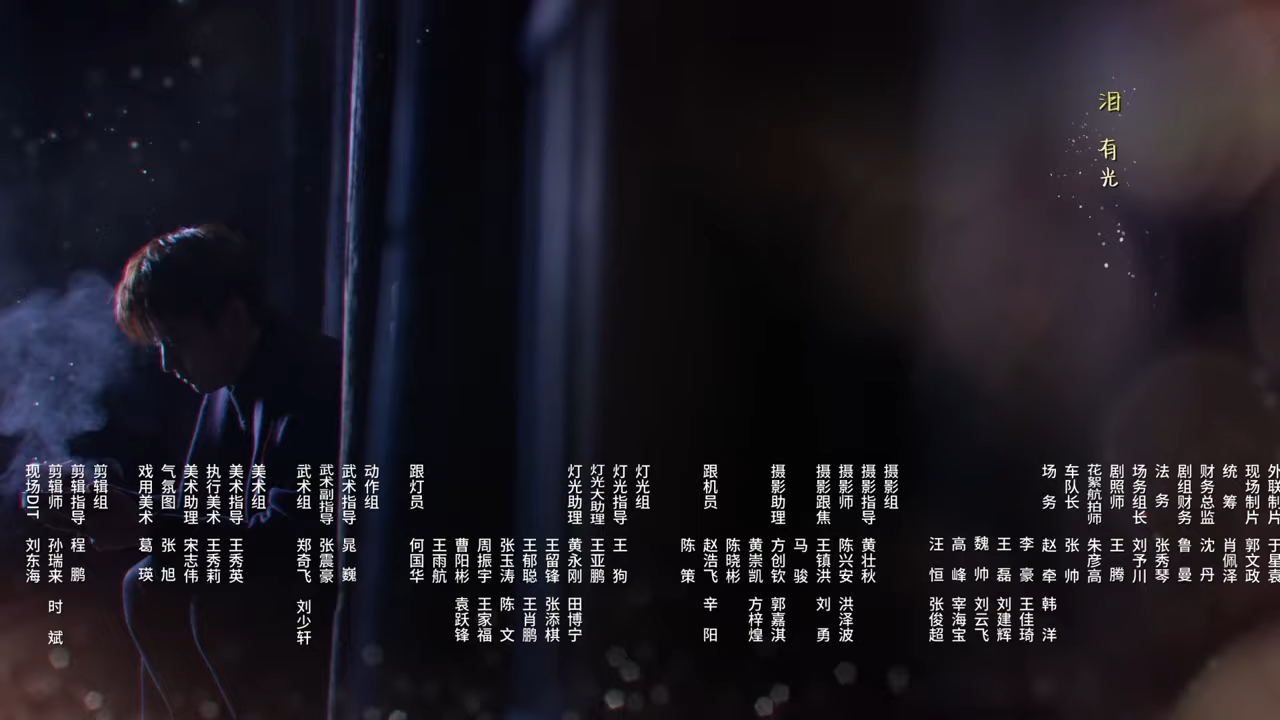 泪 有光
外联制片 于星袁
现场制片 郭文政
统 筹 肖佩泽
财务总监 沈 丹
剧组财务 鲁 曼
法 务 张秀琴
场务组长 刘予川
剧照师 王 腾
花絮航拍师 朱彦高
车队长 张 帅
场 务 赵 牵 韩 洋
李 豪 王佳琦
王 磊 刘建辉
魏 帅 刘云飞
高 峰 宰海宝
汪 恒 张俊超
摄影组
摄影指导 黄壮秋
摄影师 陈兴安 洪泽波
摄影跟焦 王镇洪 刘 勇
马 骏
摄影助理 方创钦 郭嘉淇
黄崇凯 方梓煌
陈晓彬
跟机员 赵浩飞 辛 阳
陈 策
灯光组
灯光指导 王 狗
灯光大助理 王亚鹏
灯光助理 黄永刚 田博宁
王留锋 张添棋
王郁聪 王肖鹏
张玉涛 陈 文
周振宇 王家福
曹阳彬 袁跃锋
王雨航
跟灯员 何国华
动作组
武术指导 晁 巍
武术副指导 张震豪
武术组 郑奇飞 刘少轩
美术组
美术指导 王秀英
执行美术 王秀莉
美术助理 宋志伟
气氛图 张 旭
戏用美术 葛 瑛
剪辑组
剪辑指导 程 鹏
剪辑师 孙瑞来 时 斌
现场DIT 刘东海